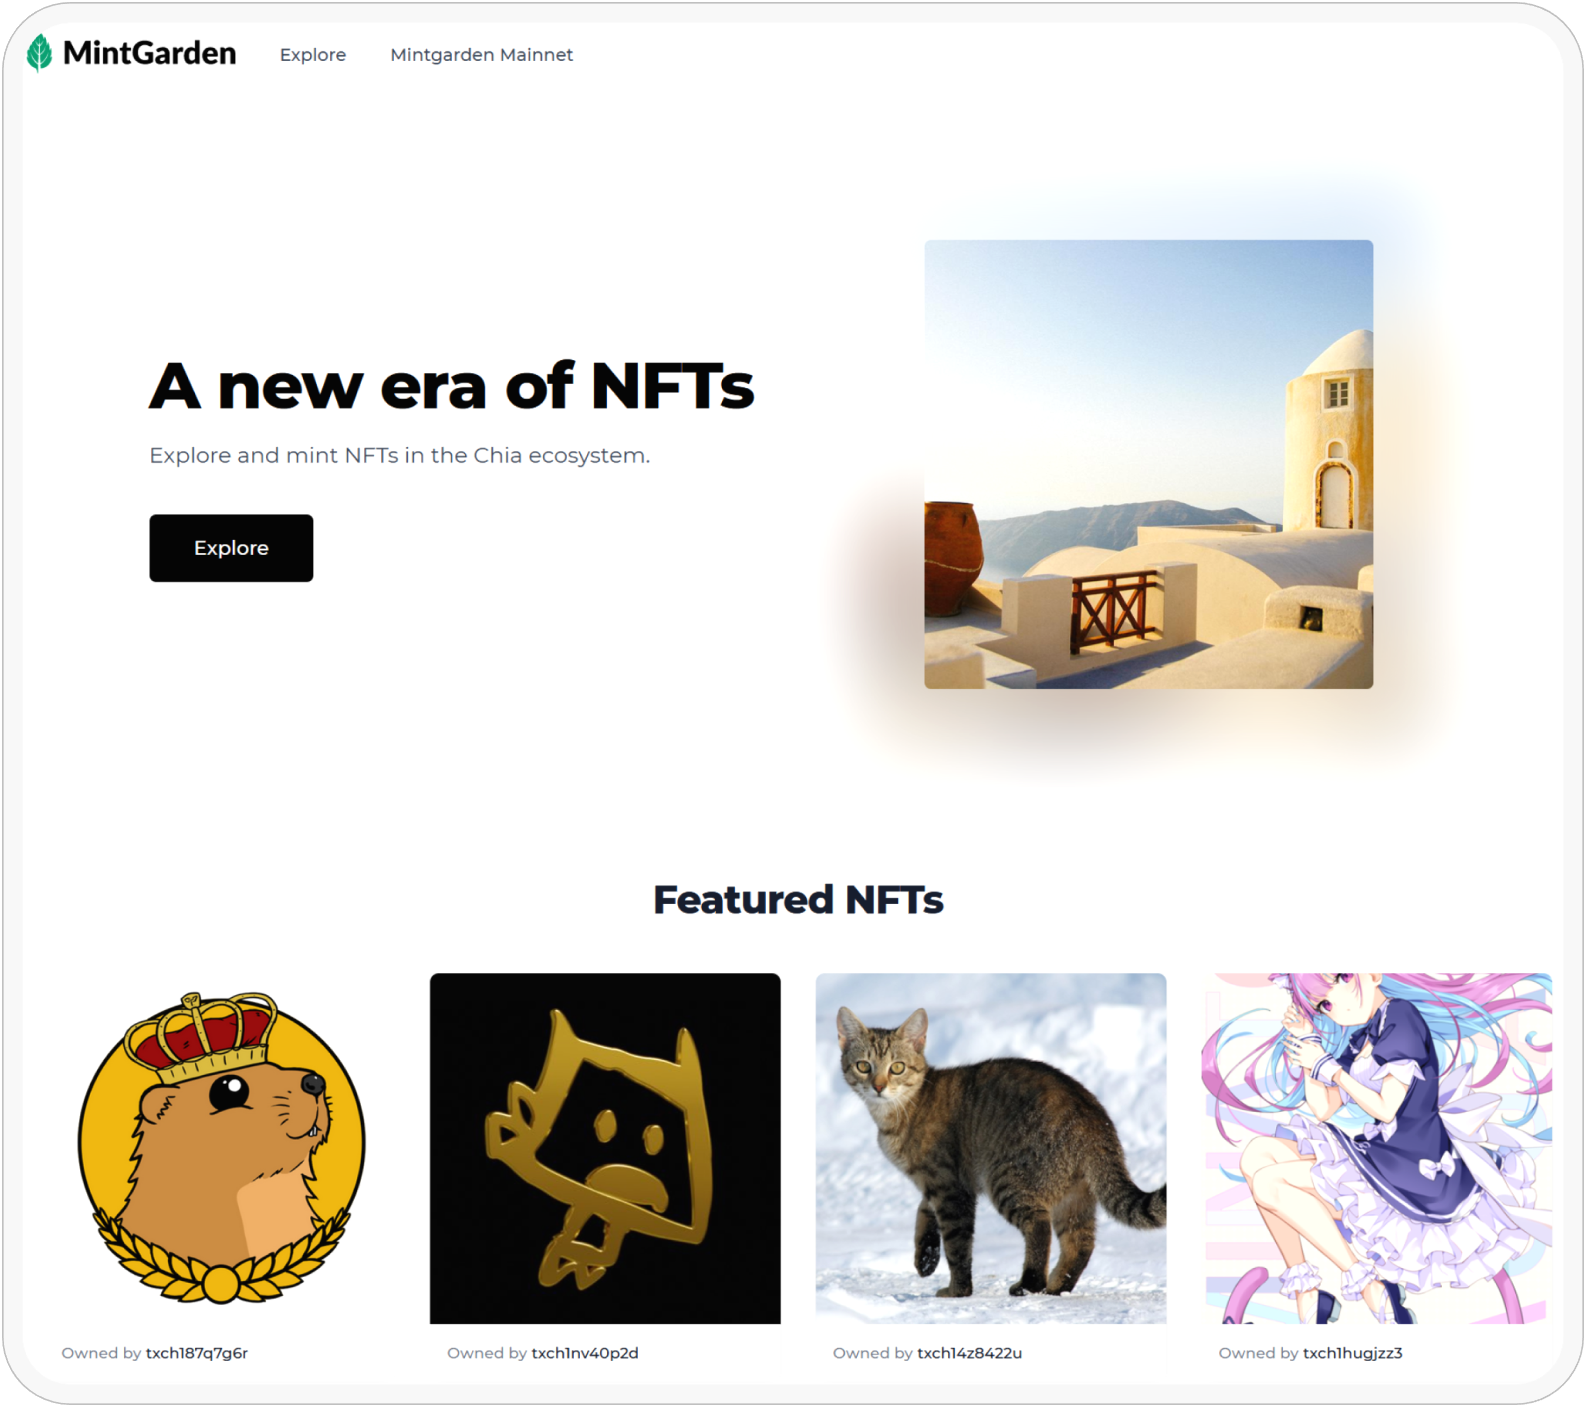 MintGarden Explore Mintgarden Mainnet
A new era of NFTs
Explore and mint NFTs in the Chia ecosystem.
Explore
Featured NFTs
Owned by txch187q7g6r
Owned by txch1nv40p2d
Owned by txch14z8422u
Owned by txch1hugjzz3